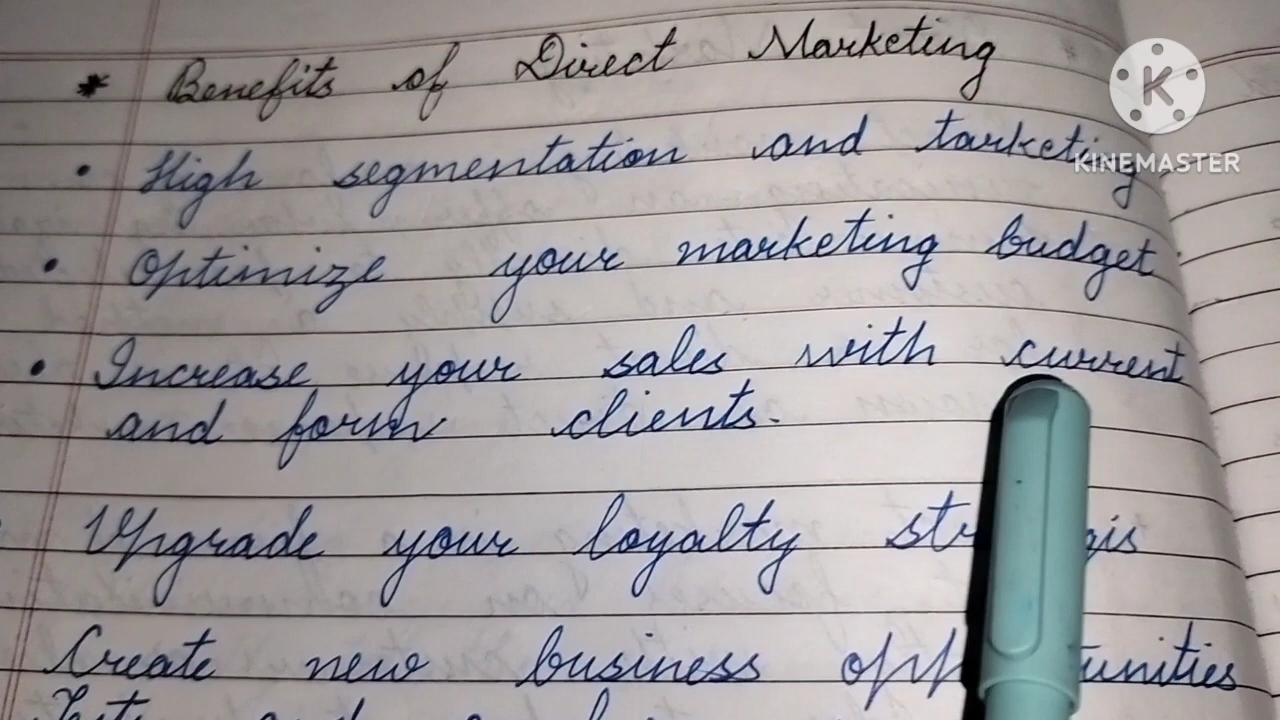 * Benefits of Direct Marketing
• High segmentation and tarketing.
• Optimize your marketing budget.
• Increase your sales with current
and form clients.
Upgrade your loyalty
Create new business
and
K
KINEMASTER